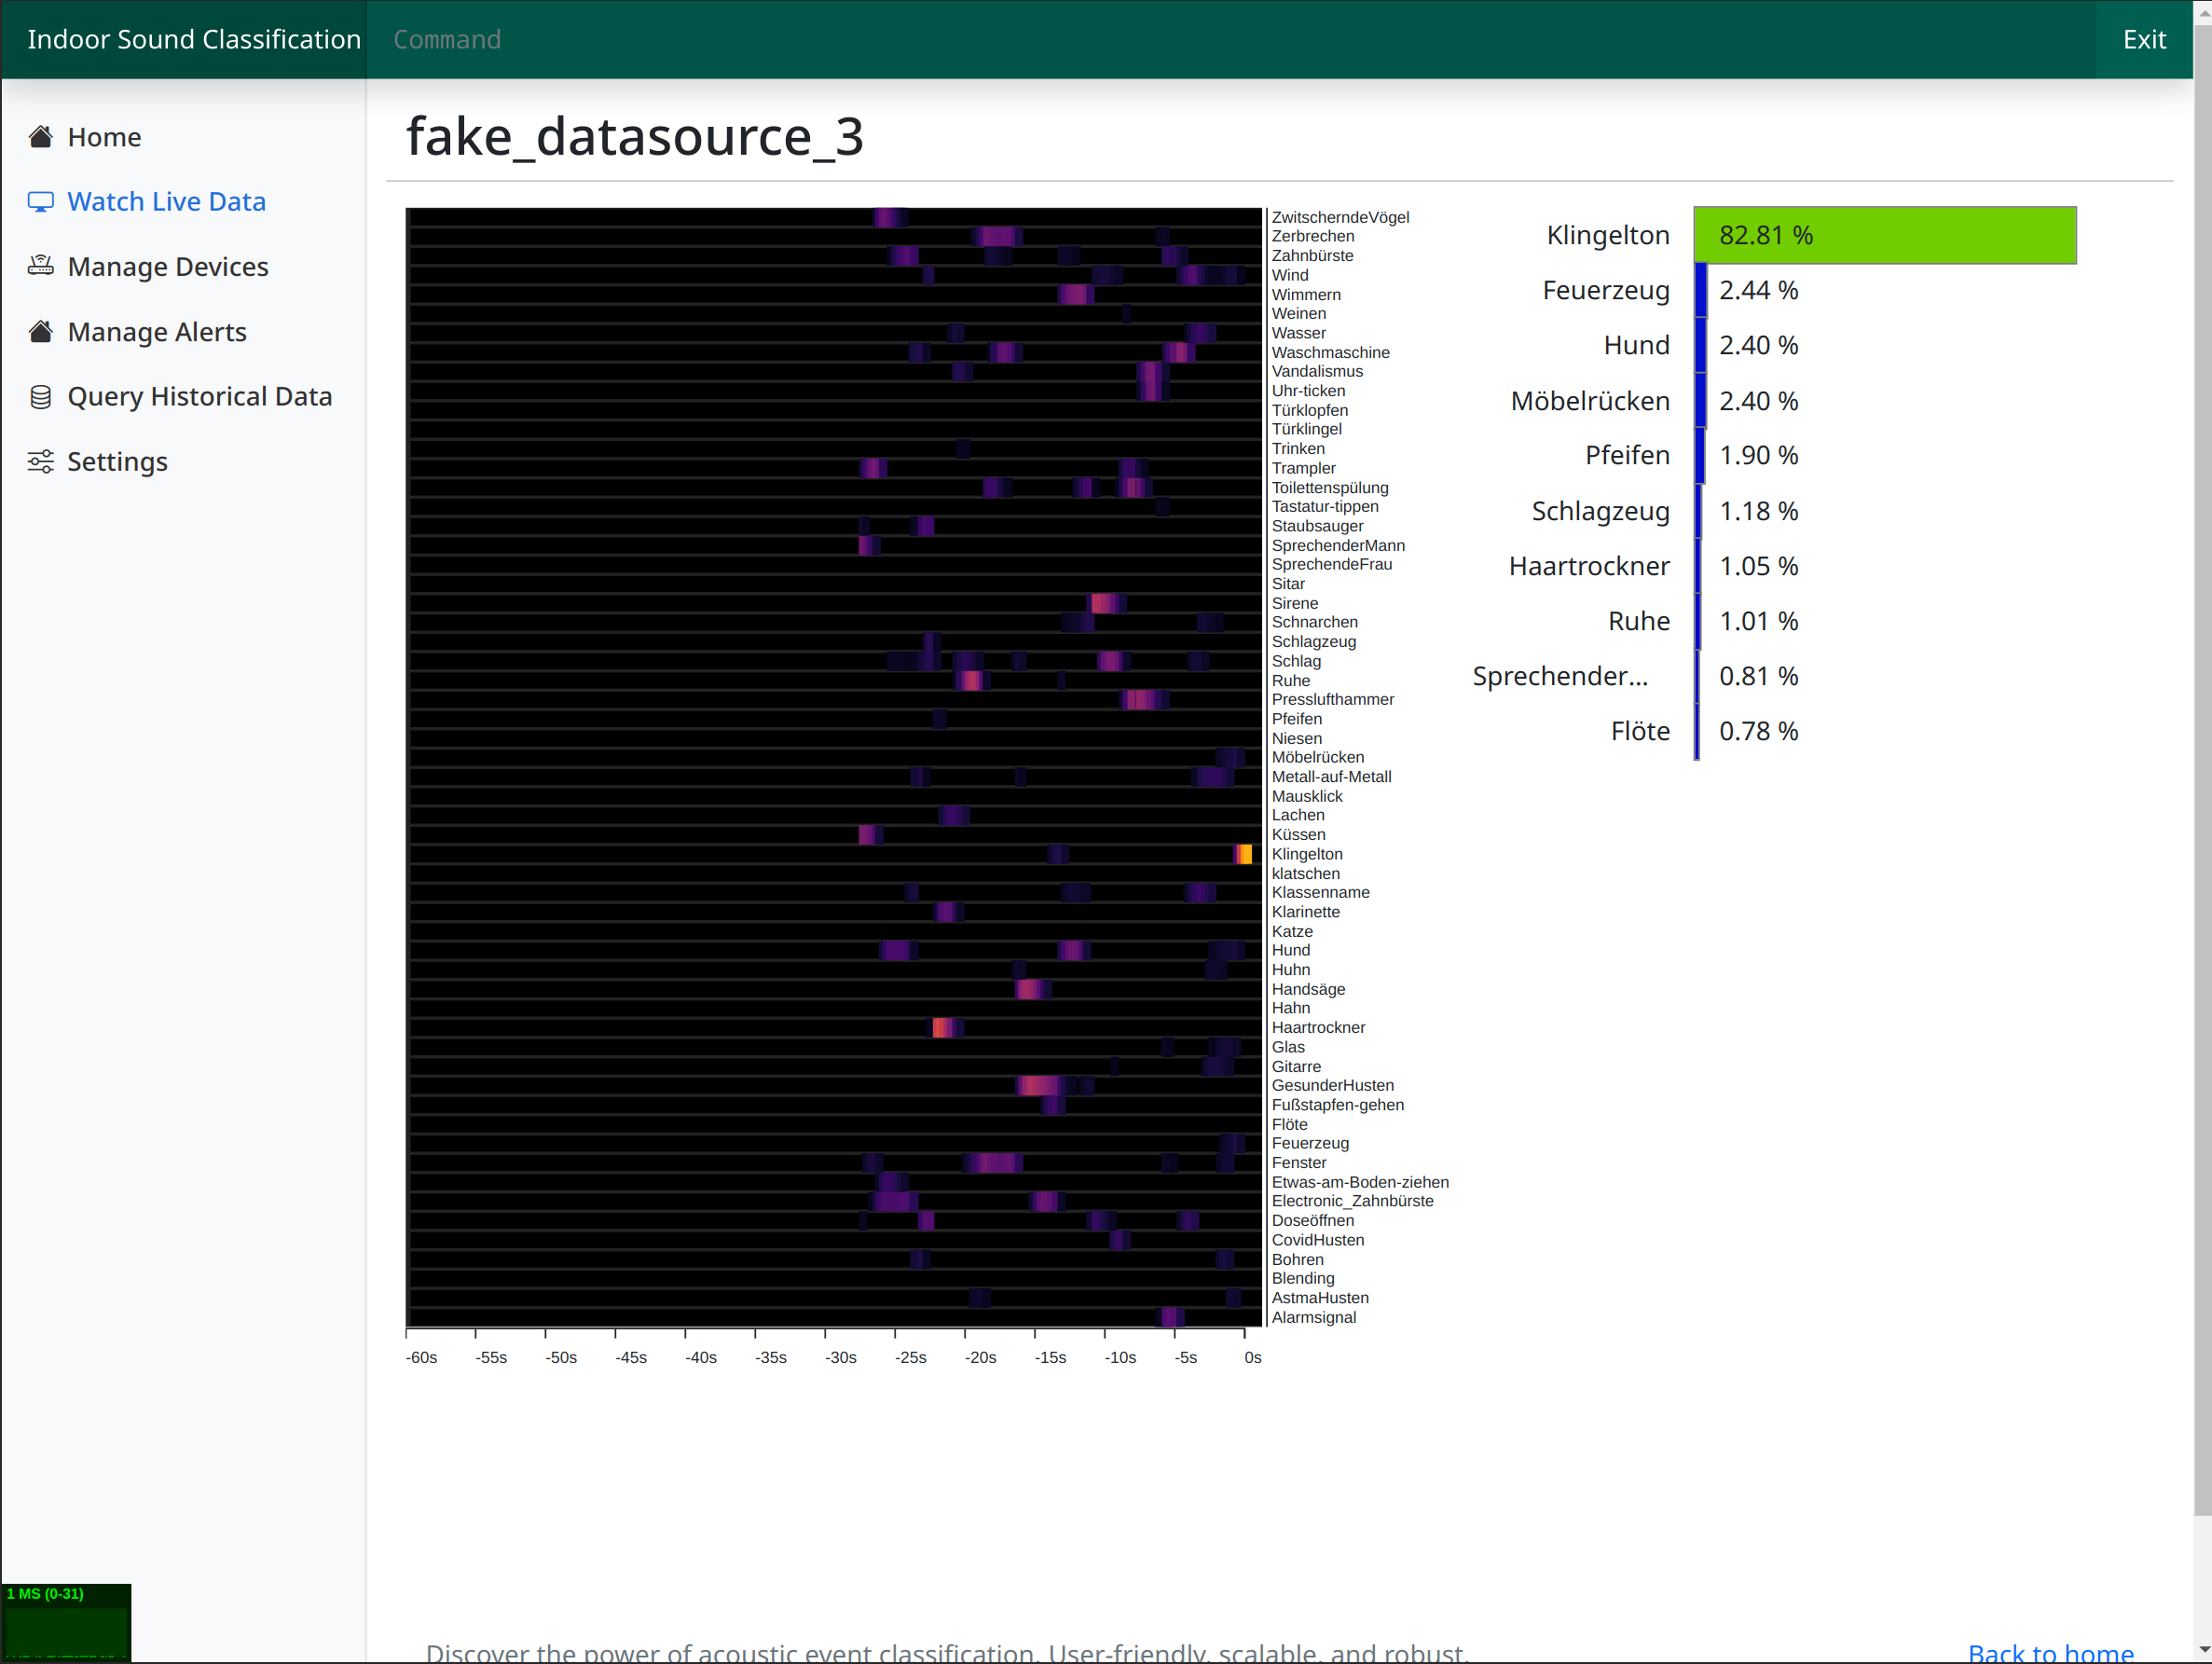 Indoor Sound Classification
Command
Exit
Home
Watch Live Data
Manage Devices
Manage Alerts
Query Historical Data
Settings
fake_datasource_3
ZwitscherndeVögel
Zerbrechen
Zahnbürste
Wind
Wimmern
Weinen
Wasser
Waschmaschine
Vandalismus
Uhr-ticken
Türklopfen
Türklingel
Trinken
Trampler
Toilettenspülung
Tastatur-tippen
Staubsauger
SprechenderMann
SprechendeFrau
Sitar
Sirene
Schnarchen
Schlagzeug
Schlag
Ruhe
Presslufthammer
Pfeifen
Niesen
Möbelrücken
Metall-auf-Metall
Mausklick
Lachen
Küssen
Klingelton
klatschen
Klassenname
Klarinette
Katze
Hund
Huhn
Handsäge
Hahn
Haartrockner
Glas
Gitarre
GesunderHusten
Fußstapfen-gehen
Flöte
Feuerzeug
Fenster
Etwas-am-Boden-ziehen
Electronic_Zahnbürste
Doseöffnen
CovidHusten
Bohren
Blending
AstmaHusten
Alarmsignal
-60s -55s -50s -45s -40s -35s -30s -25s -20s -15s -10s -5s 0s
Klingelton 82.81 %
Feuerzeug 2.44 %
Hund 2.40 %
Möbelrücken 2.40 %
Pfeifen 1.90 %
Schlagzeug 1.18 %
Haartrockner 1.05 %
Ruhe 1.01 %
Sprechender... 0.81 %
Flöte 0.78 %
1 MS (0-31)
Discover the power of acoustic event classification. User-friendly, scalable, and robust.
Back to home